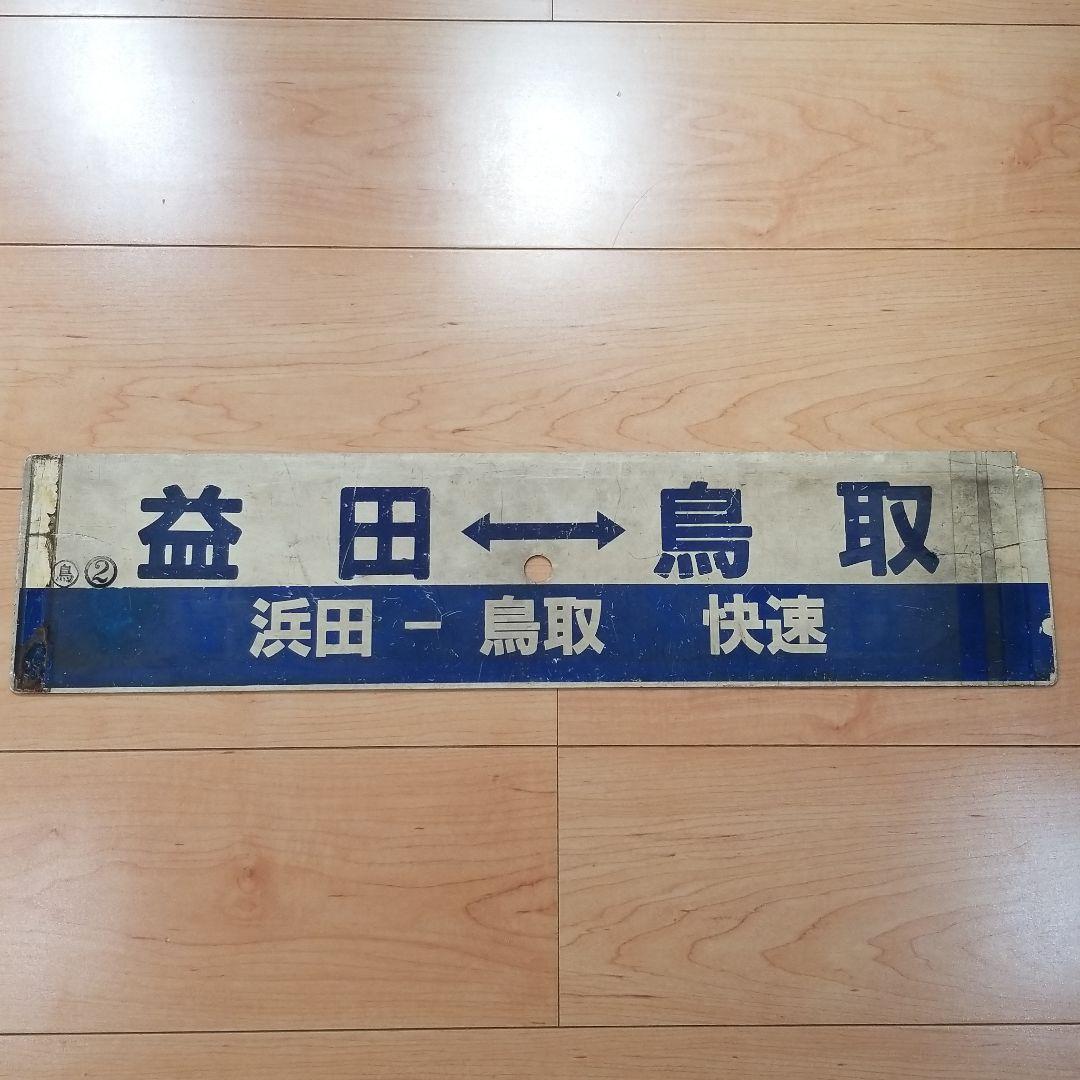 益田↔鳥取
鳥 2
浜田 － 鳥取 快速